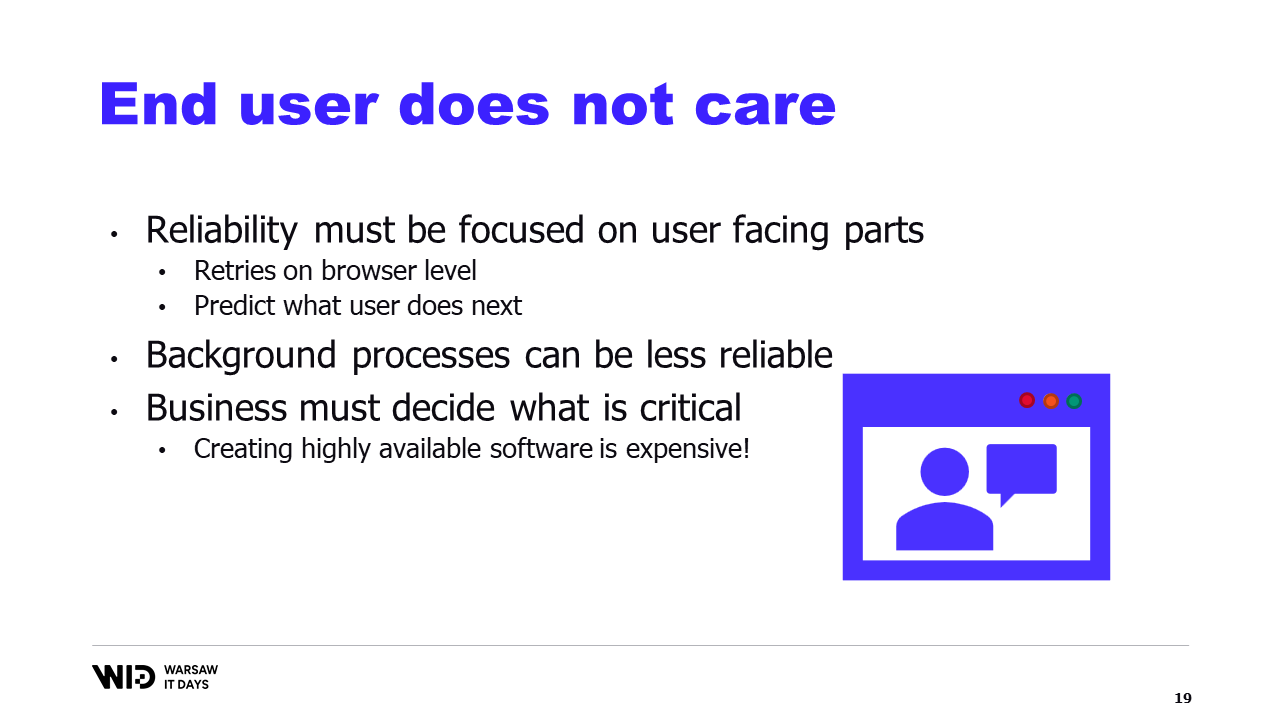 End user does not care
• Reliability must be focused on user facing parts
• Retries on browser level
• Predict what user does next
• Background processes can be less reliable
• Business must decide what is critical
• Creating highly available software is expensive!
WID WARSAW
IT DAYS
19